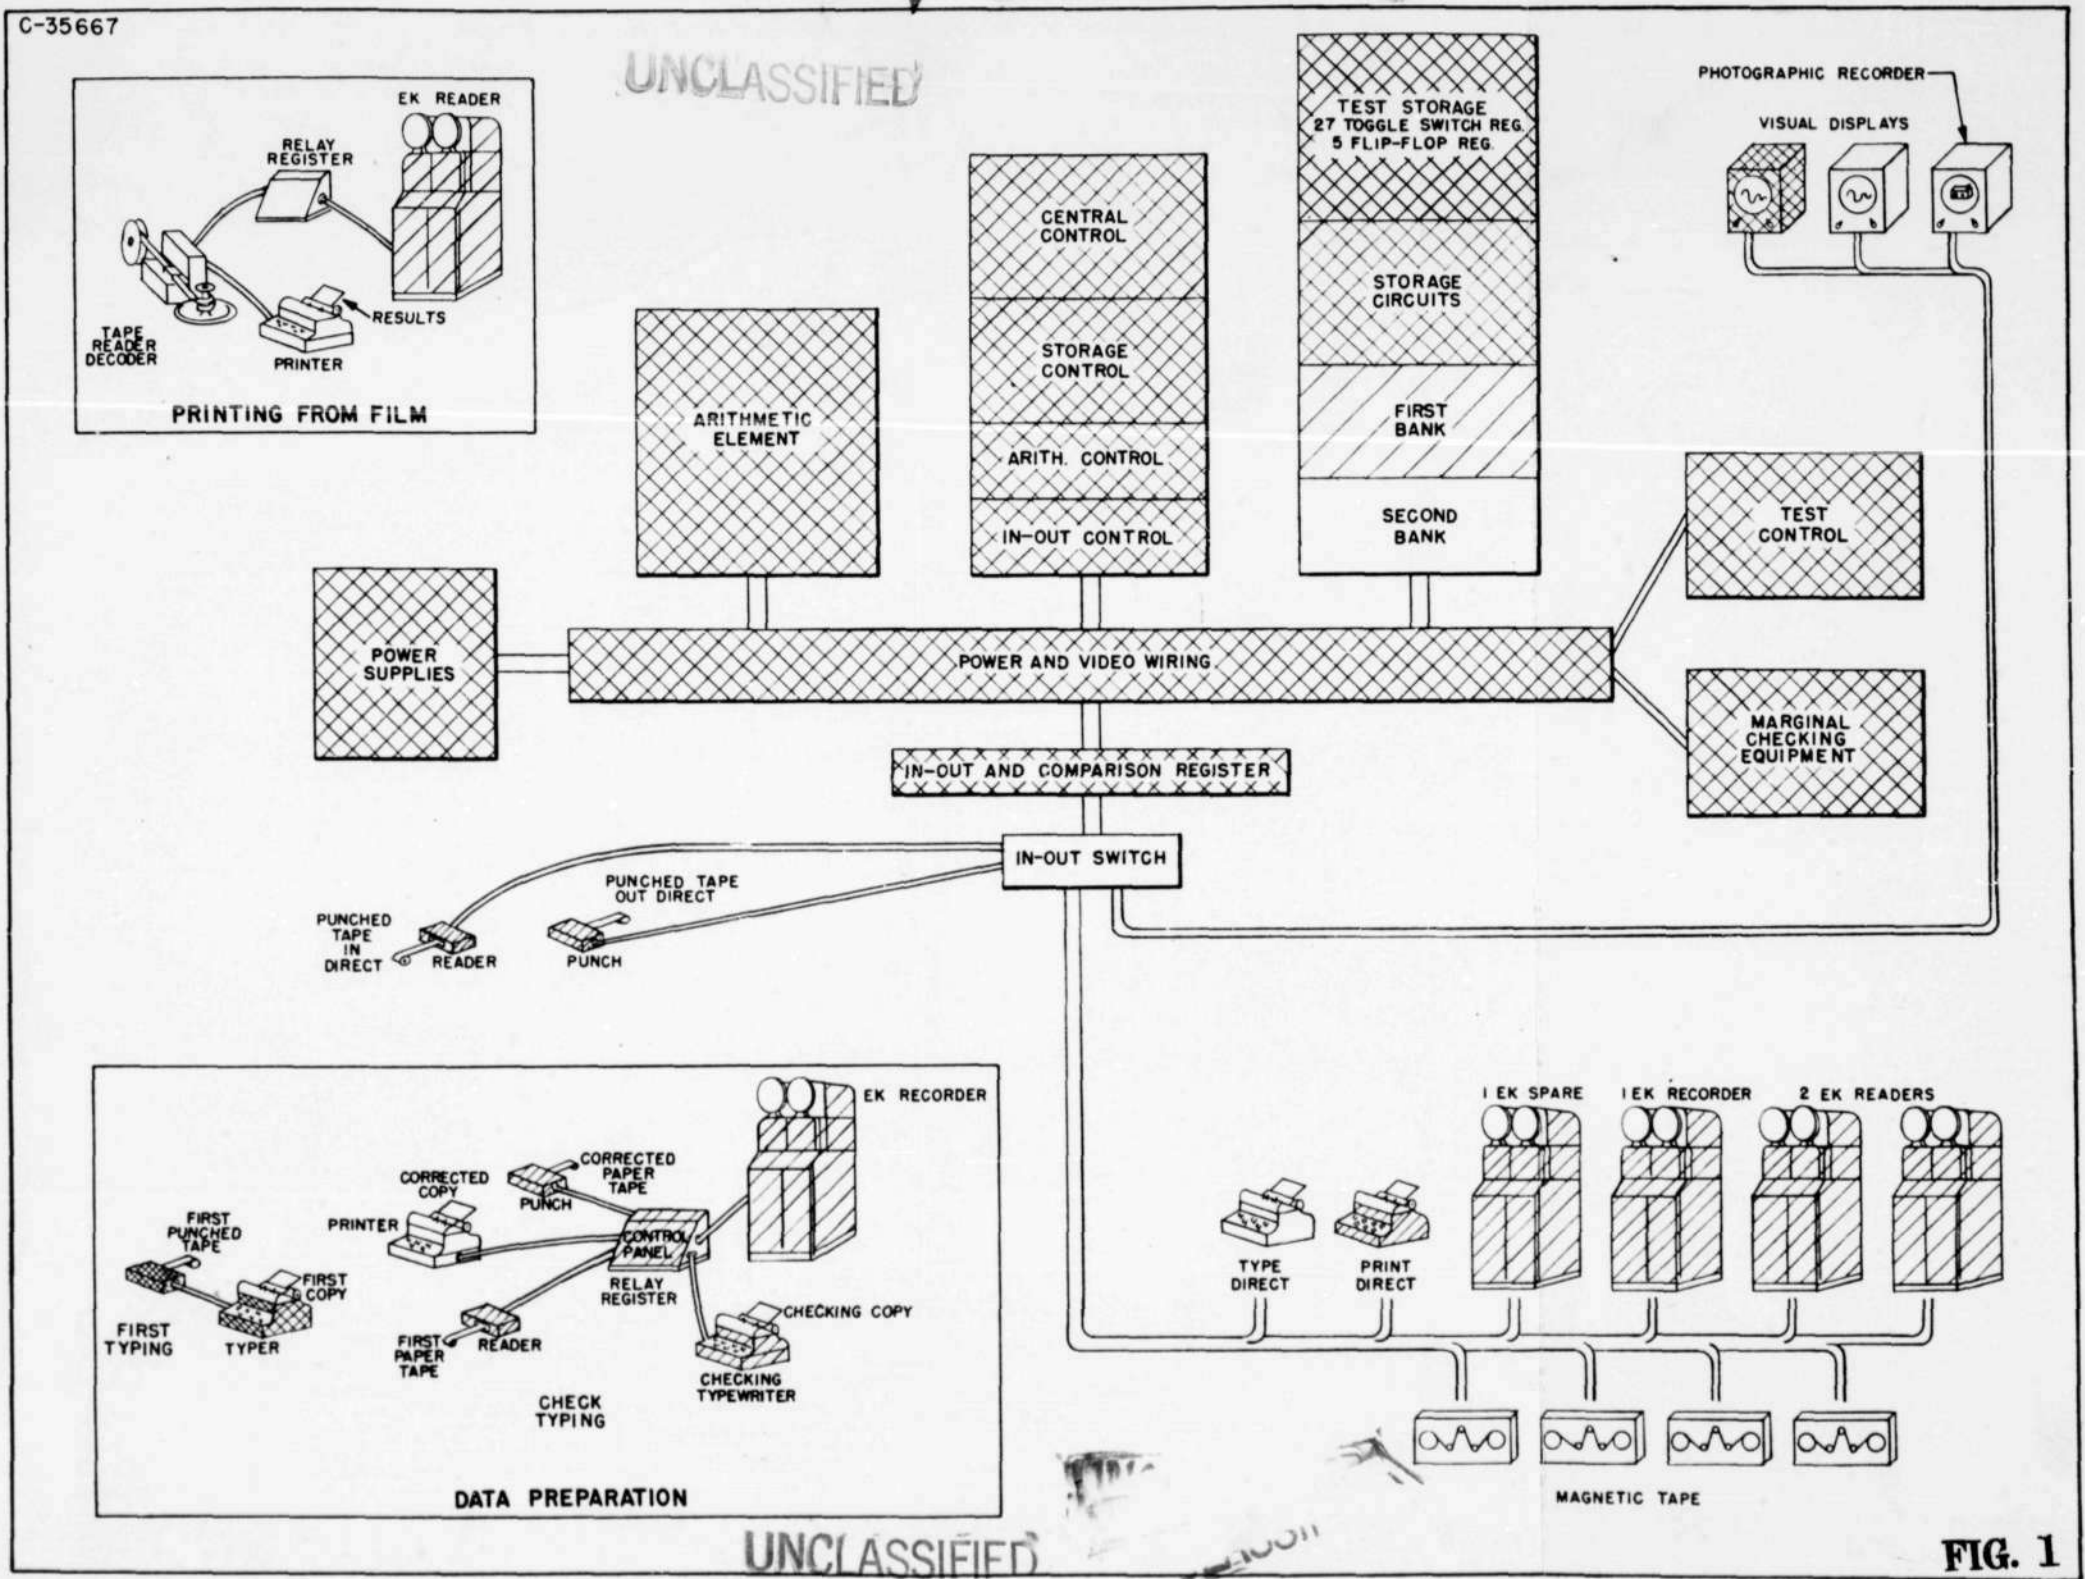 C-35667
UNCLASSIFIED
EK READER
RELAY
REGISTER
TAPE
READER
DECODER
RESULTS
PRINTER
PRINTING FROM FILM
ARITHMETIC
ELEMENT
CENTRAL
CONTROL
STORAGE
CONTROL
ARITH. CONTROL
IN-OUT CONTROL
TEST STORAGE
27 TOGGLE SWITCH REG.
5 FLIP-FLOP REG.
STORAGE
CIRCUITS
FIRST
BANK
SECOND
BANK
PHOTOGRAPHIC RECORDER
VISUAL DISPLAYS
TEST
CONTROL
POWER
SUPPLIES
POWER AND VIDEO WIRING
MARGINAL
CHECKING
EQUIPMENT
IN-OUT AND COMPARISON REGISTER
IN-OUT SWITCH
PUNCHED
TAPE
IN
DIRECT
READER
PUNCHED TAPE
OUT DIRECT
PUNCH
EK RECORDER
CORRECTED
PAPER
TAPE
PUNCH
CORRECTED
COPY
PRINTER
CONTROL
PANEL
RELAY
REGISTER
FIRST
PUNCHED
TAPE
FIRST
COPY
FIRST
TYPING
TYPER
FIRST
PAPER
TAPE
READER
CHECKING COPY
CHECKING
TYPEWRITER
CHECK
TYPING
DATA PREPARATION
1 EK SPARE
1 EK RECORDER
2 EK READERS
TYPE
DIRECT
PRINT
DIRECT
MAGNETIC TAPE
UNCLASSIFIED
FIG. 1